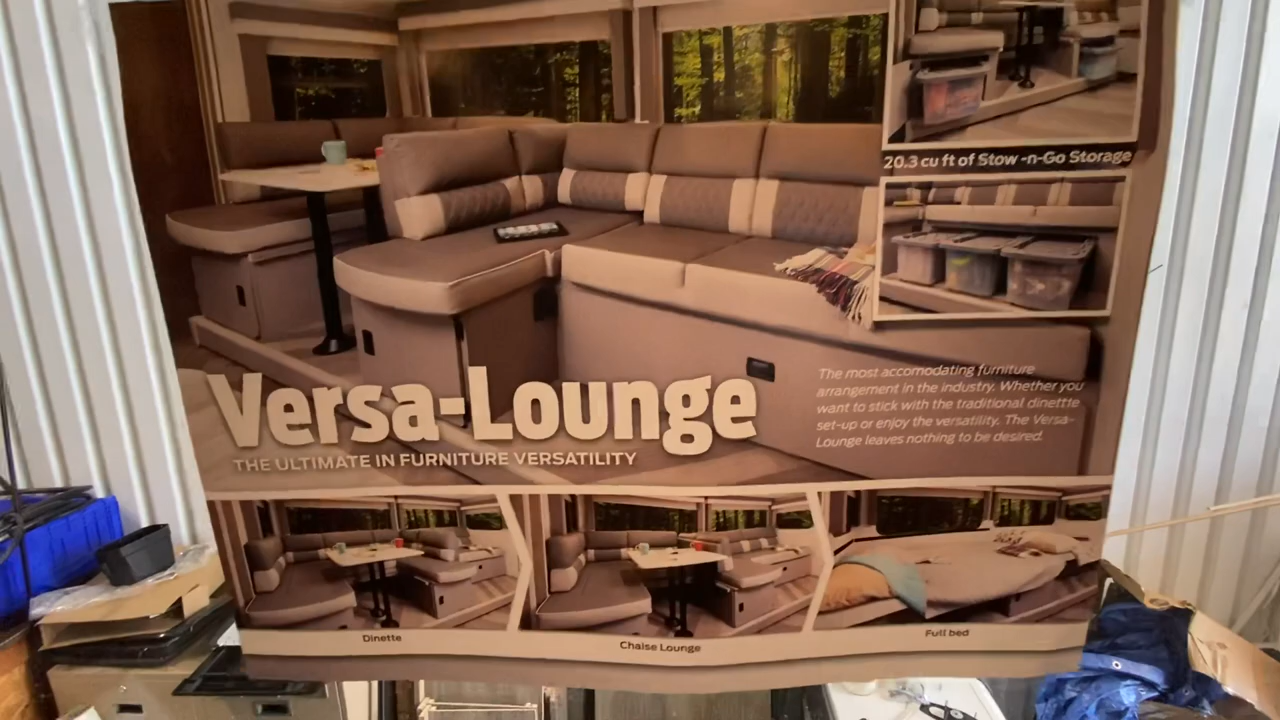 20.3 cu ft of Stow -n-Go Storage
Versa-Lounge
THE ULTIMATE IN FURNITURE VERSATILITY
The most accomodating furniture
arrangement in the industry. Whether you
want to stick with the traditional dinette
set-up or enjoy the versatility. The Versa-
Lounge leaves nothing to be desired.
Dinette
Chaise Lounge
Full bed